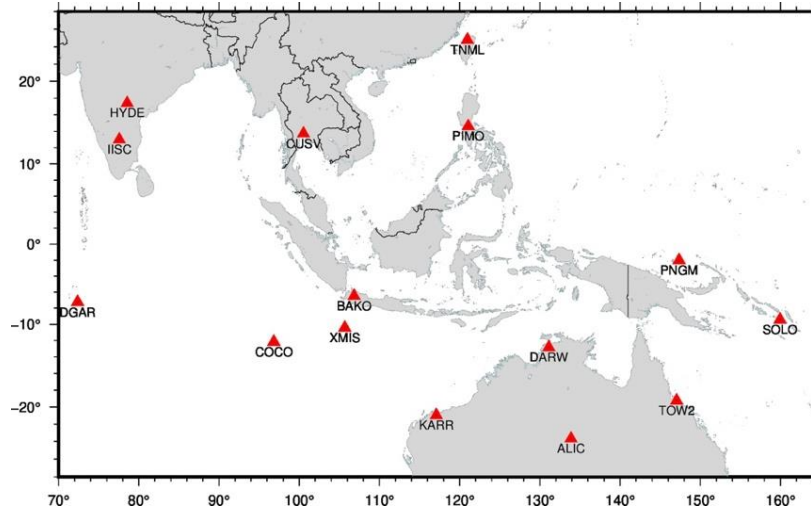 TNML
20°
HYDE
PIMO
CUSV
IISC
10°
0°
PNGM
DGAR
BAKO
−10°
SOLO
XMIS
COCO
DARW
−20°
TOW2
KARR
ALIC
70° 80° 90° 100° 110° 120° 130° 140° 150° 160°